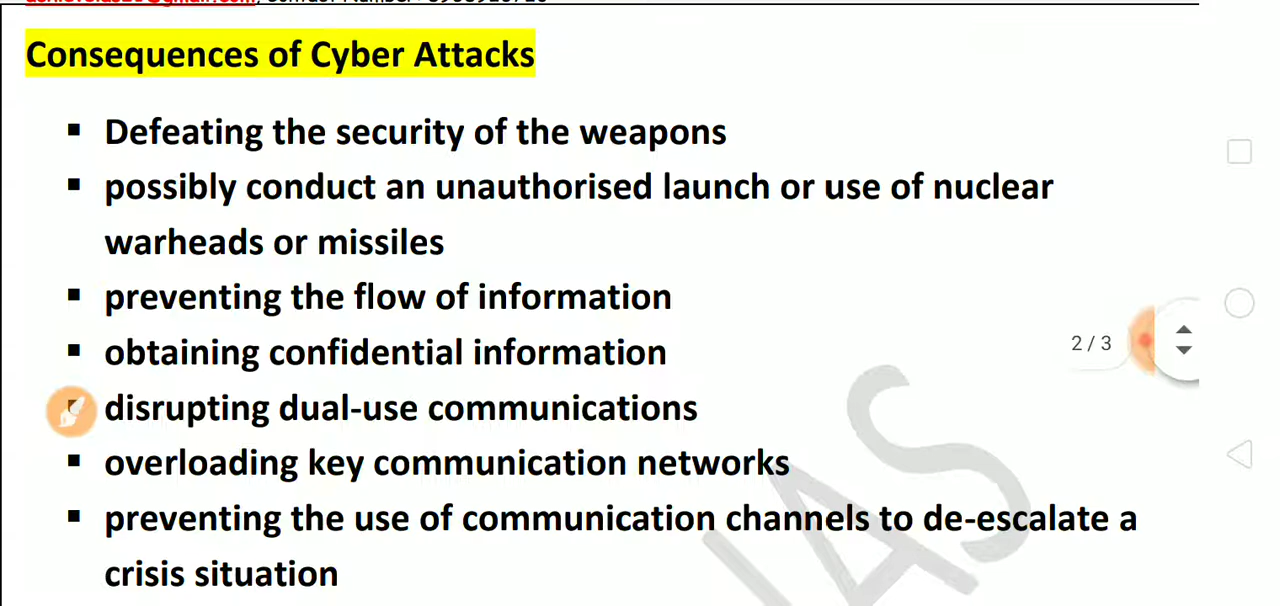 Consequences of Cyber Attacks
▪ Defeating the security of the weapons
▪ possibly conduct an unauthorised launch or use of nuclear
warheads or missiles
▪ preventing the flow of information
▪ obtaining confidential information
2 / 3
disrupting dual-use communications
▪ overloading key communication networks
▪ preventing the use of communication channels to de-escalate a
crisis situation
IAS